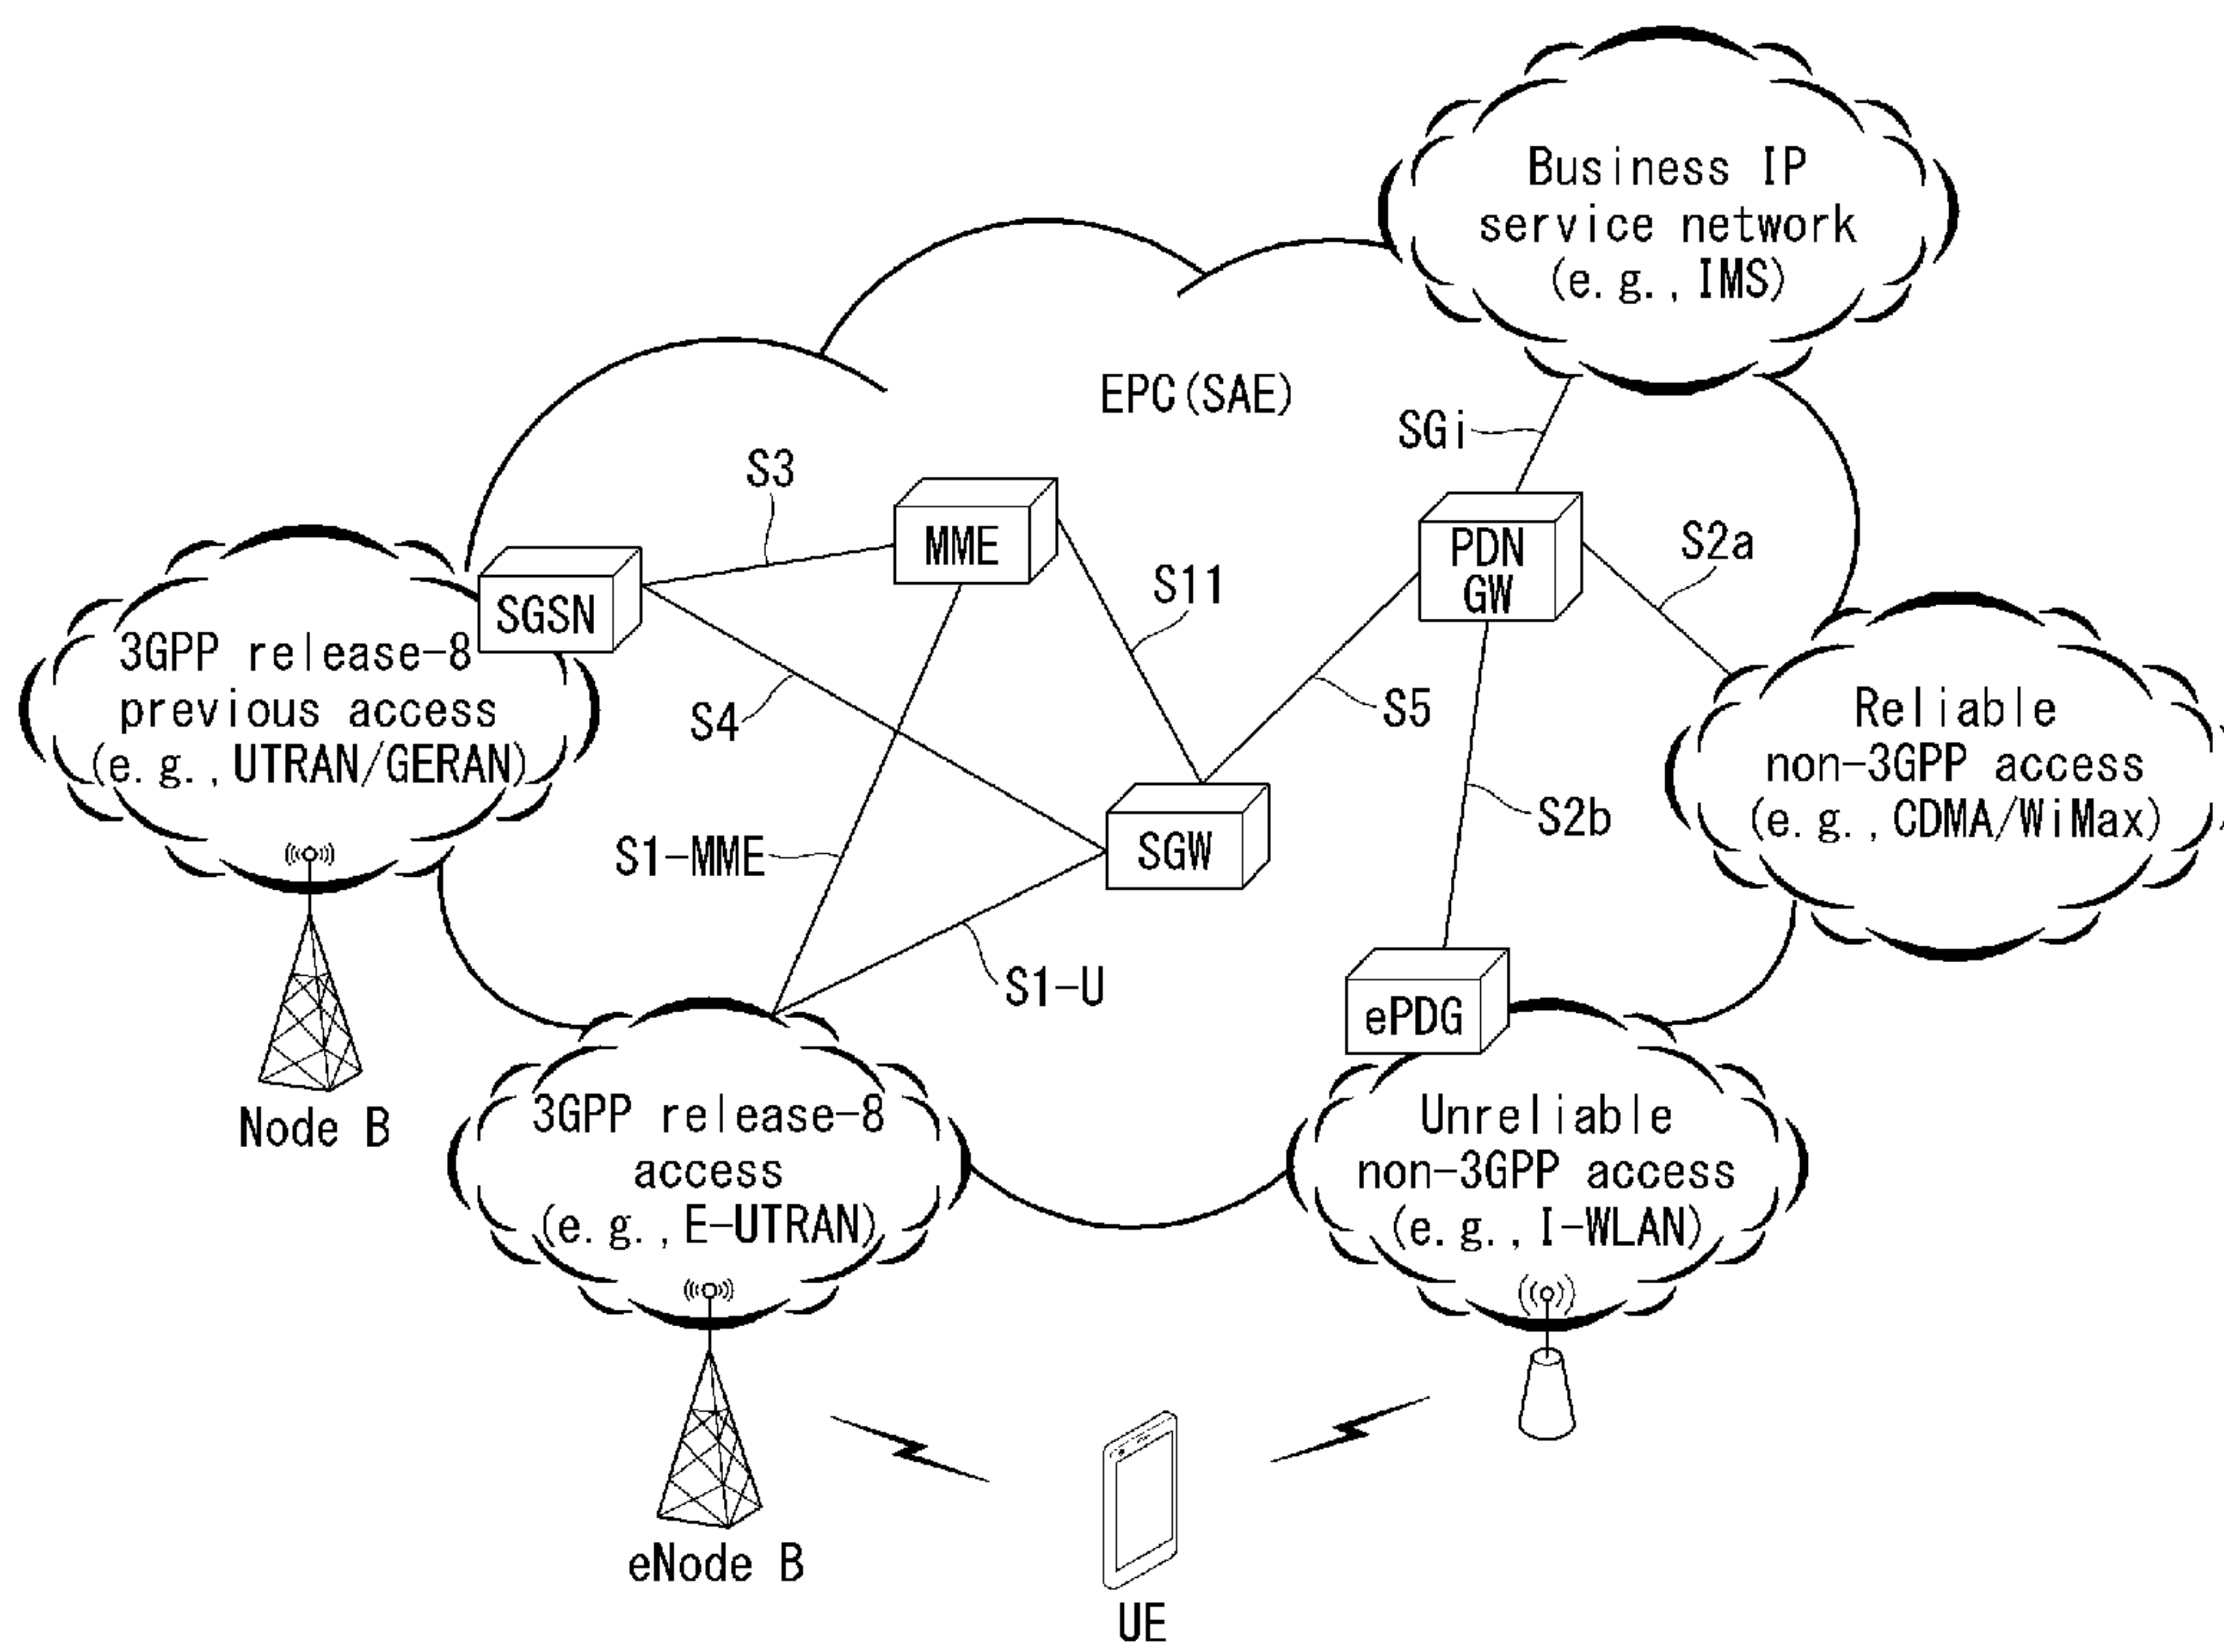 Business IP
service network
(e.g., IMS)
EPC(SAE)
SGi
S3
MME
PDN
GW
S2a
S11
SGSN
3GPP release-8
previous access
(e.g., UTRAN/GERAN)
S4
S5
Reliable
non-3GPP access
(e.g., CDMA/WiMax)
S2b
S1-MME
SGW
S1-U
ePDG
Node B
3GPP release-8
access
(e.g., E-UTRAN)
Unreliable
non-3GPP access
(e.g., I-WLAN)
eNode B
UE